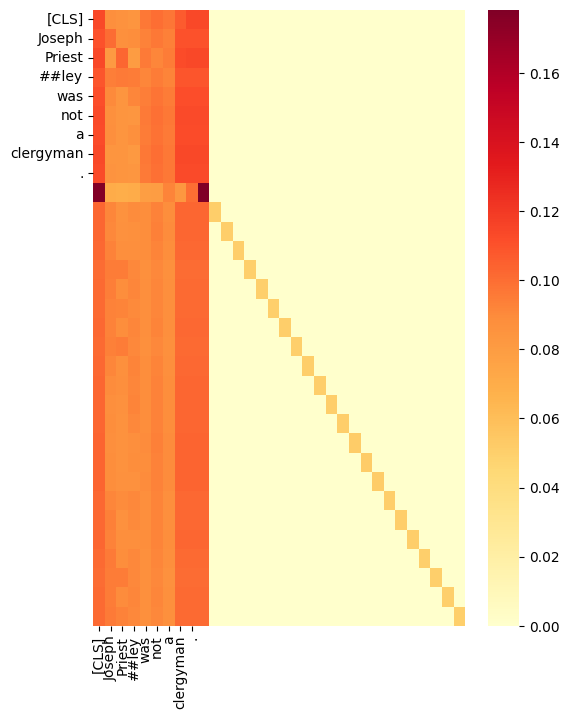 [CLS]
Joseph
Priest
##ley
was
not
a
clergyman
.
0.16
0.14
0.12
0.10
0.08
0.06
0.04
0.02
0.00
[CLS]
Joseph
Priest
##ley
was
not
a
clergyman
.